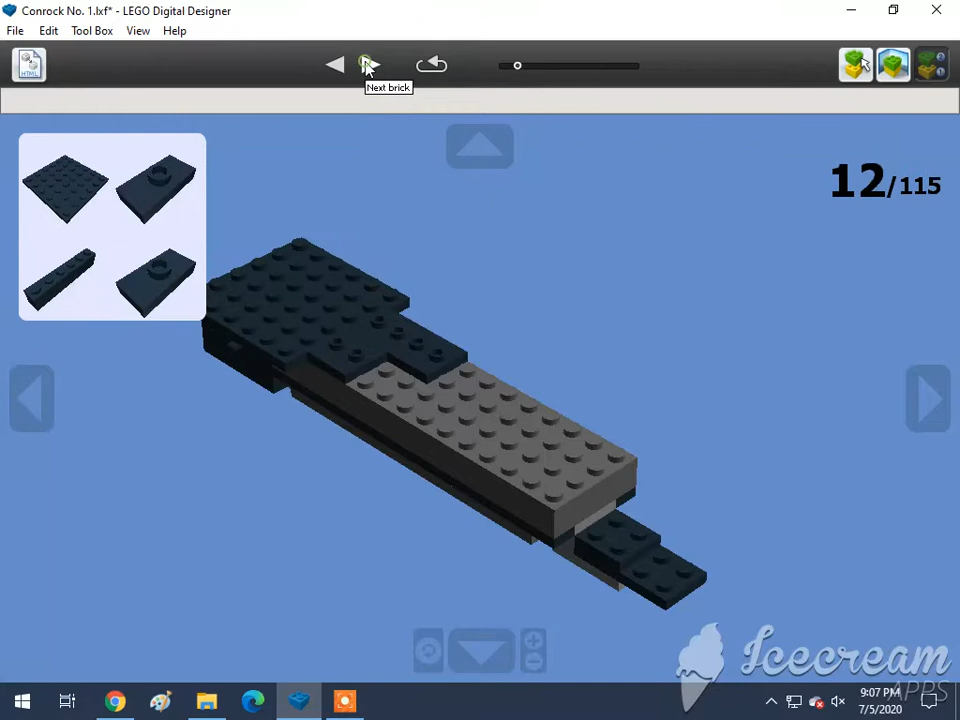 Conrock No. 1.lxf* - LEGO Digital Designer
File Edit Tool Box View Help
HTML
Next brick
12/115
Icecream
APPS
9:07 PM
7/5/2020